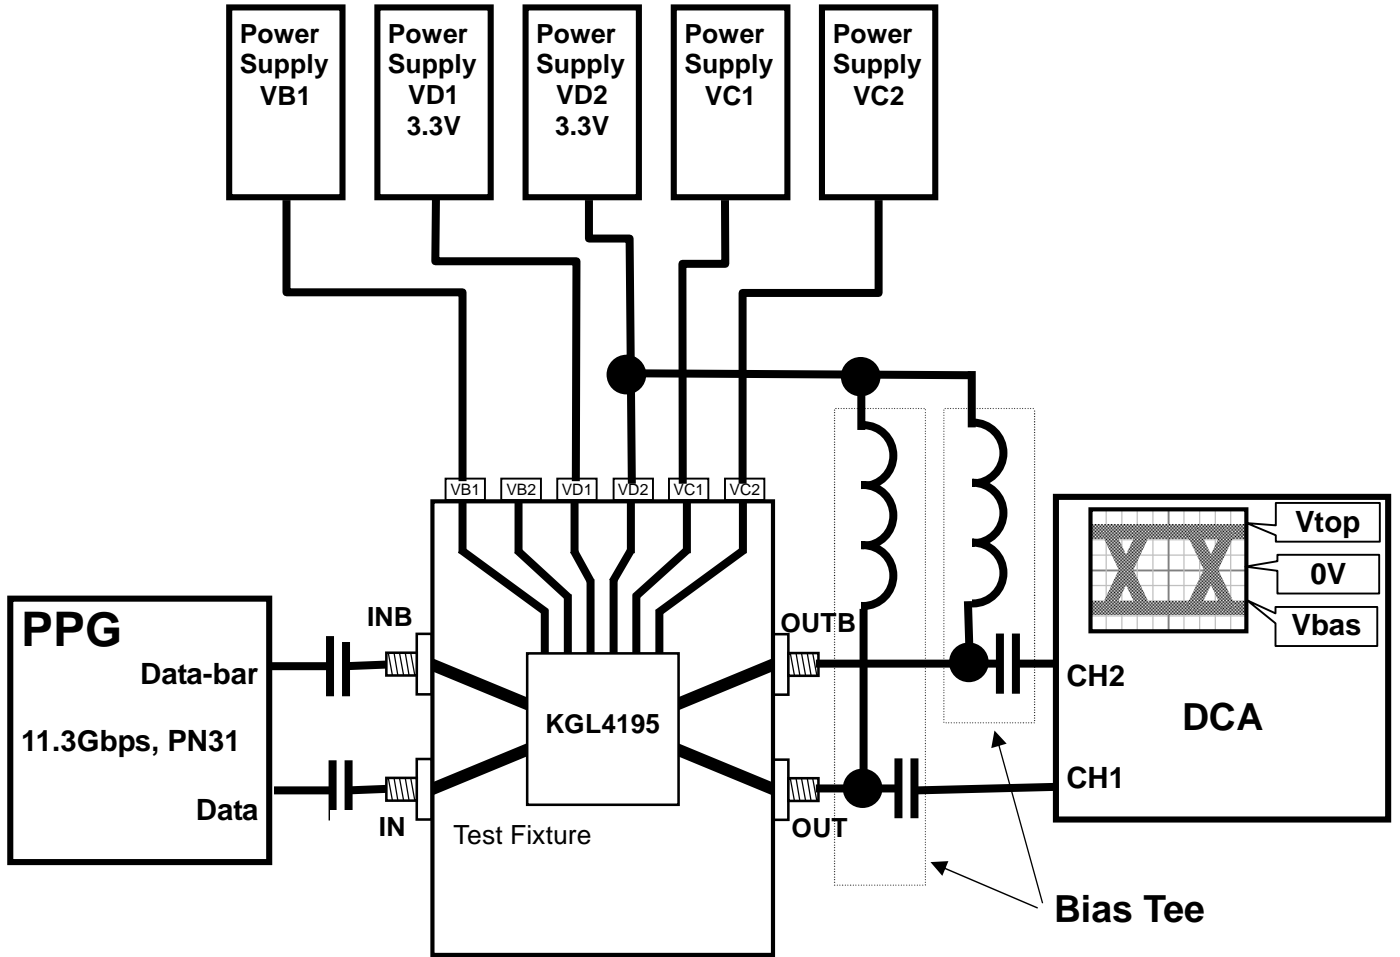 Power
Supply
VB1
Power
Supply
VD1
3.3V
Power
Supply
VD2
3.3V
Power
Supply
VC1
Power
Supply
VC2
VB1
VB2
VD1
VD2
VC1
VC2
PPG
Data-bar
11.3Gbps, PN31
Data
INB
IN
KGL4195
Test Fixture
OUTB
OUT
Vtop
0V
Vbas
CH2
DCA
CH1
Bias Tee